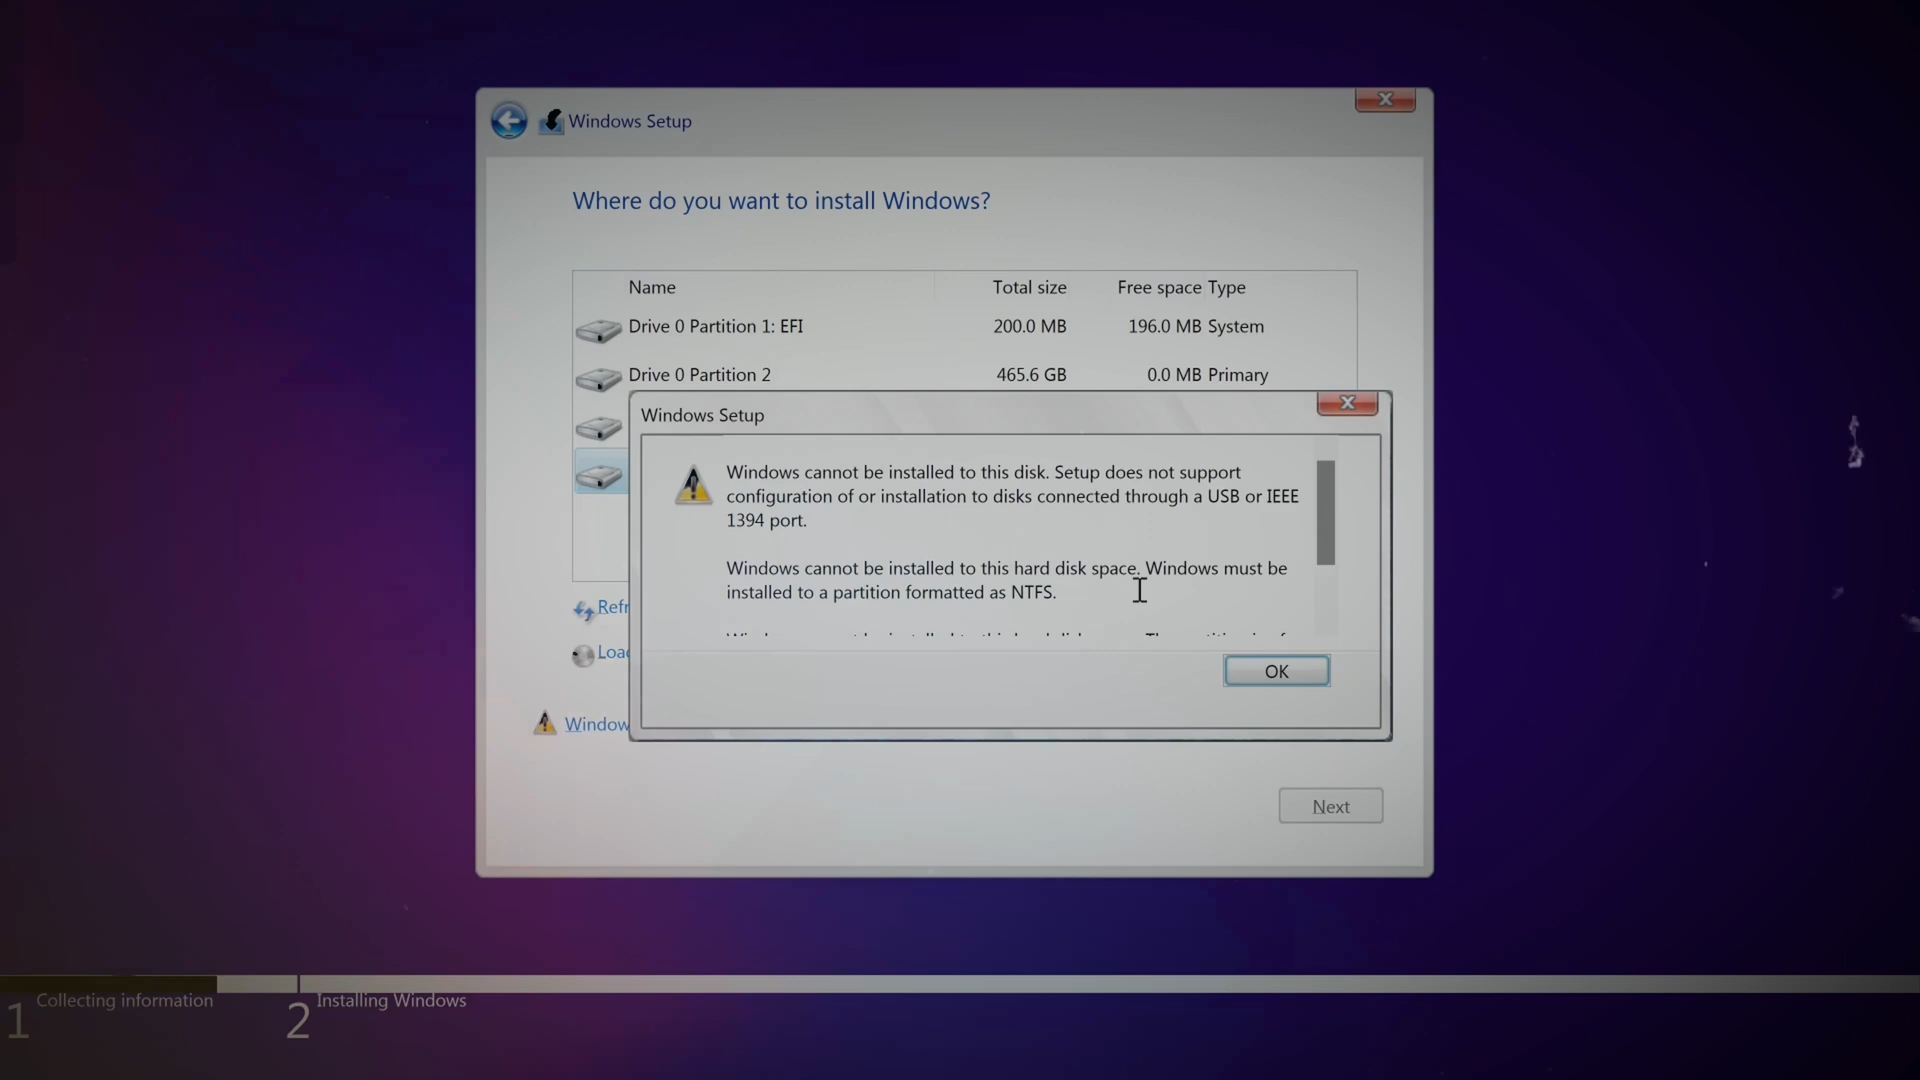 Windows Setup
Where do you want to install Windows?
Name Total size Free space Type
Drive 0 Partition 1: EFI 200.0 MB 196.0 MB System
Drive 0 Partition 2 465.6 GB 0.0 MB Primary
Windows Setup
Windows cannot be installed to this disk. Setup does not support
configuration of or installation to disks connected through a USB or IEEE
1394 port.
Windows cannot be installed to this hard disk space. Windows must be
installed to a partition formatted as NTFS.
OK
Refr
Load
Window
Next
1 Collecting information
2 Installing Windows